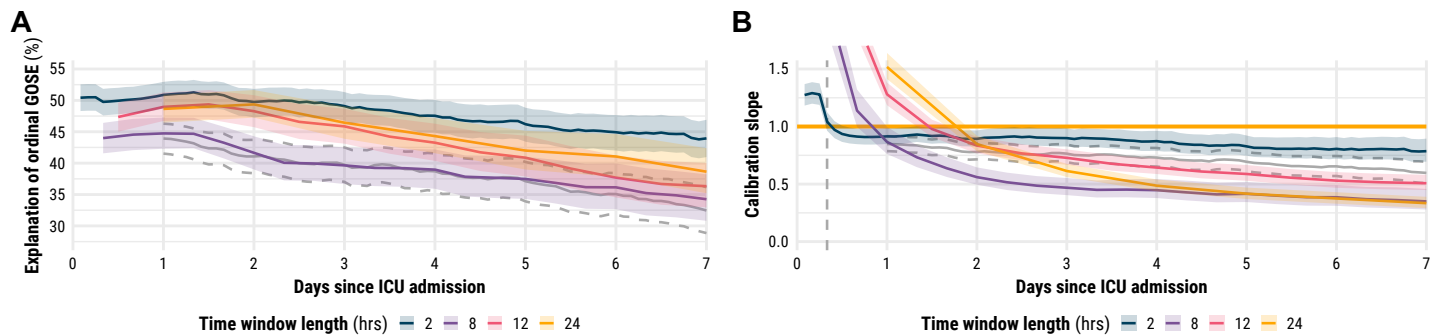 A
Explanation of ordinal GOSE (%)
55
50
45
40
35
30
0 1 2 3 4 5 6 7
Days since ICU admission
Time window length (hrs) 2 8 12 24
B
Calibration slope
1.5
1.0
0.5
0.0
0 1 2 3 4 5 6 7
Days since ICU admission
Time window length (hrs) 2 8 12 24